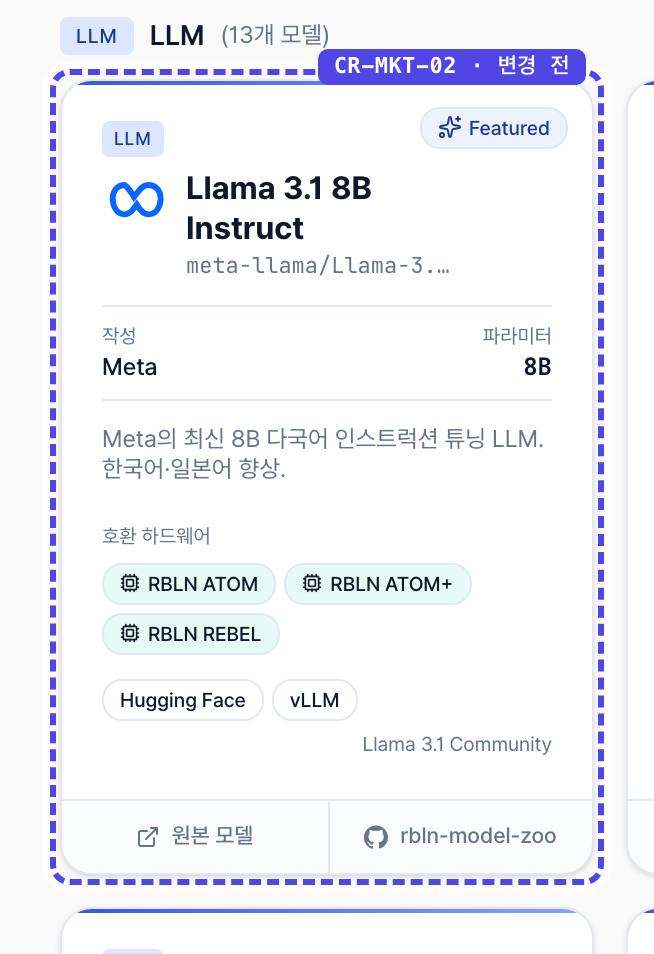 LLM LLM (13개 모델)
CR-MKT-02 · 변경 전
LLM
Featured
Llama 3.1 8B
Instruct
meta-llama/Llama-3.…
작성 파라미터
Meta 8B
Meta의 최신 8B 다국어 인스트럭션 튜닝 LLM.
한국어·일본어 향상.
호환 하드웨어
RBLN ATOM RBLN ATOM+
RBLN REBEL
Hugging Face vLLM
Llama 3.1 Community
원본 모델 rbln-model-zoo